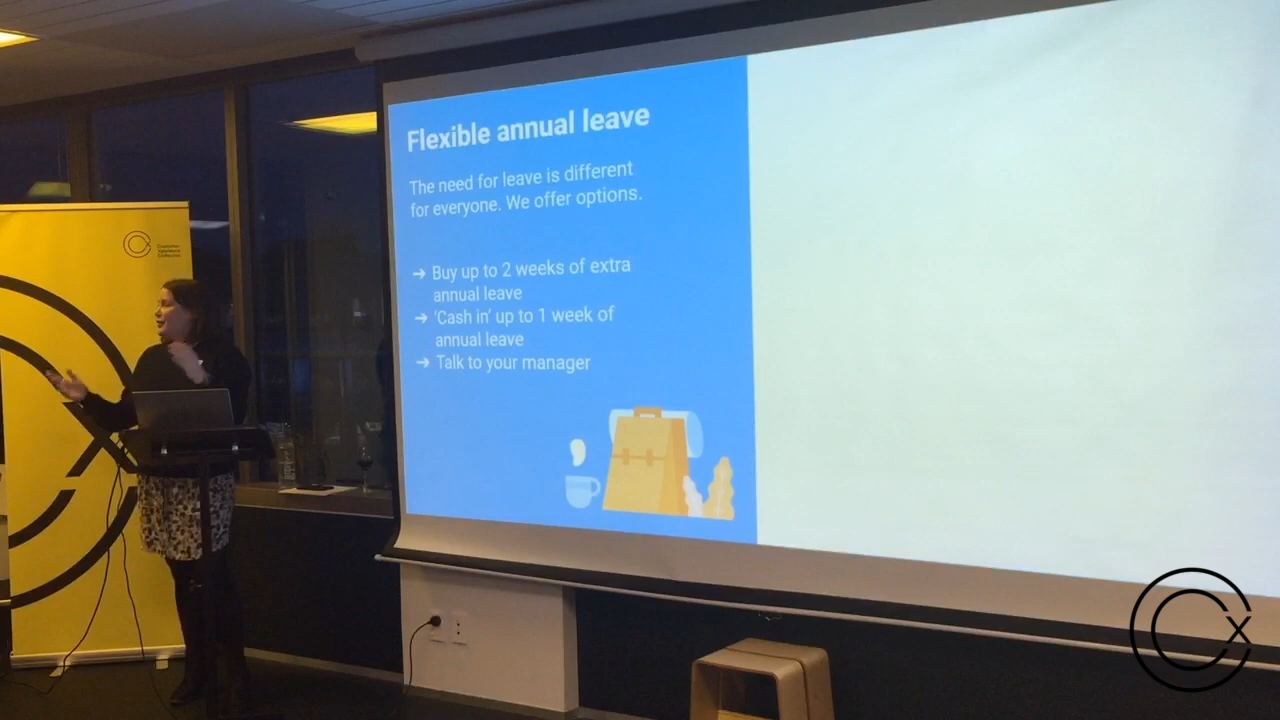 Flexible annual leave
The need for leave is different
for everyone. We offer options.
➔ Buy up to 2 weeks of extra
annual leave
➔ ‘Cash in’ up to 1 week of
annual leave
➔ Talk to your manager